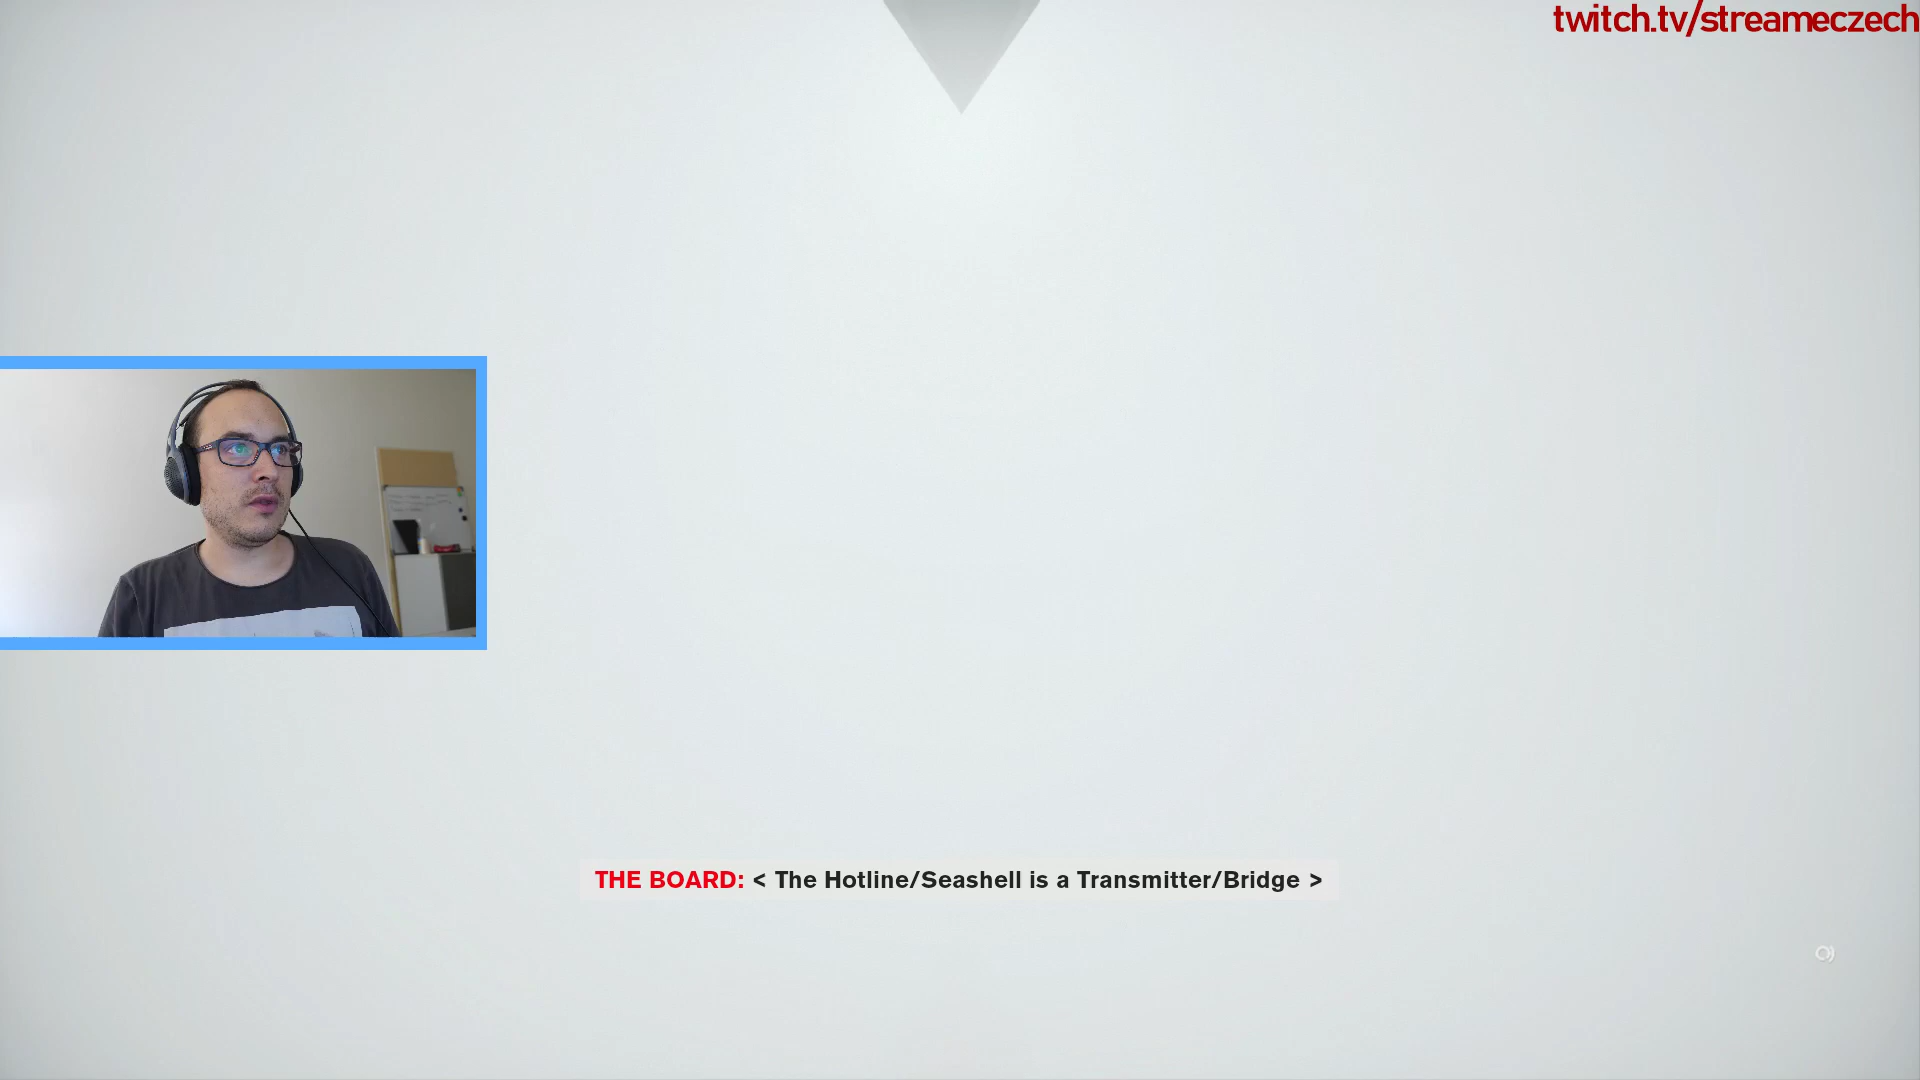 twitch.tv/streameczech
THE BOARD: < The Hotline/Seashell is a Transmitter/Bridge >